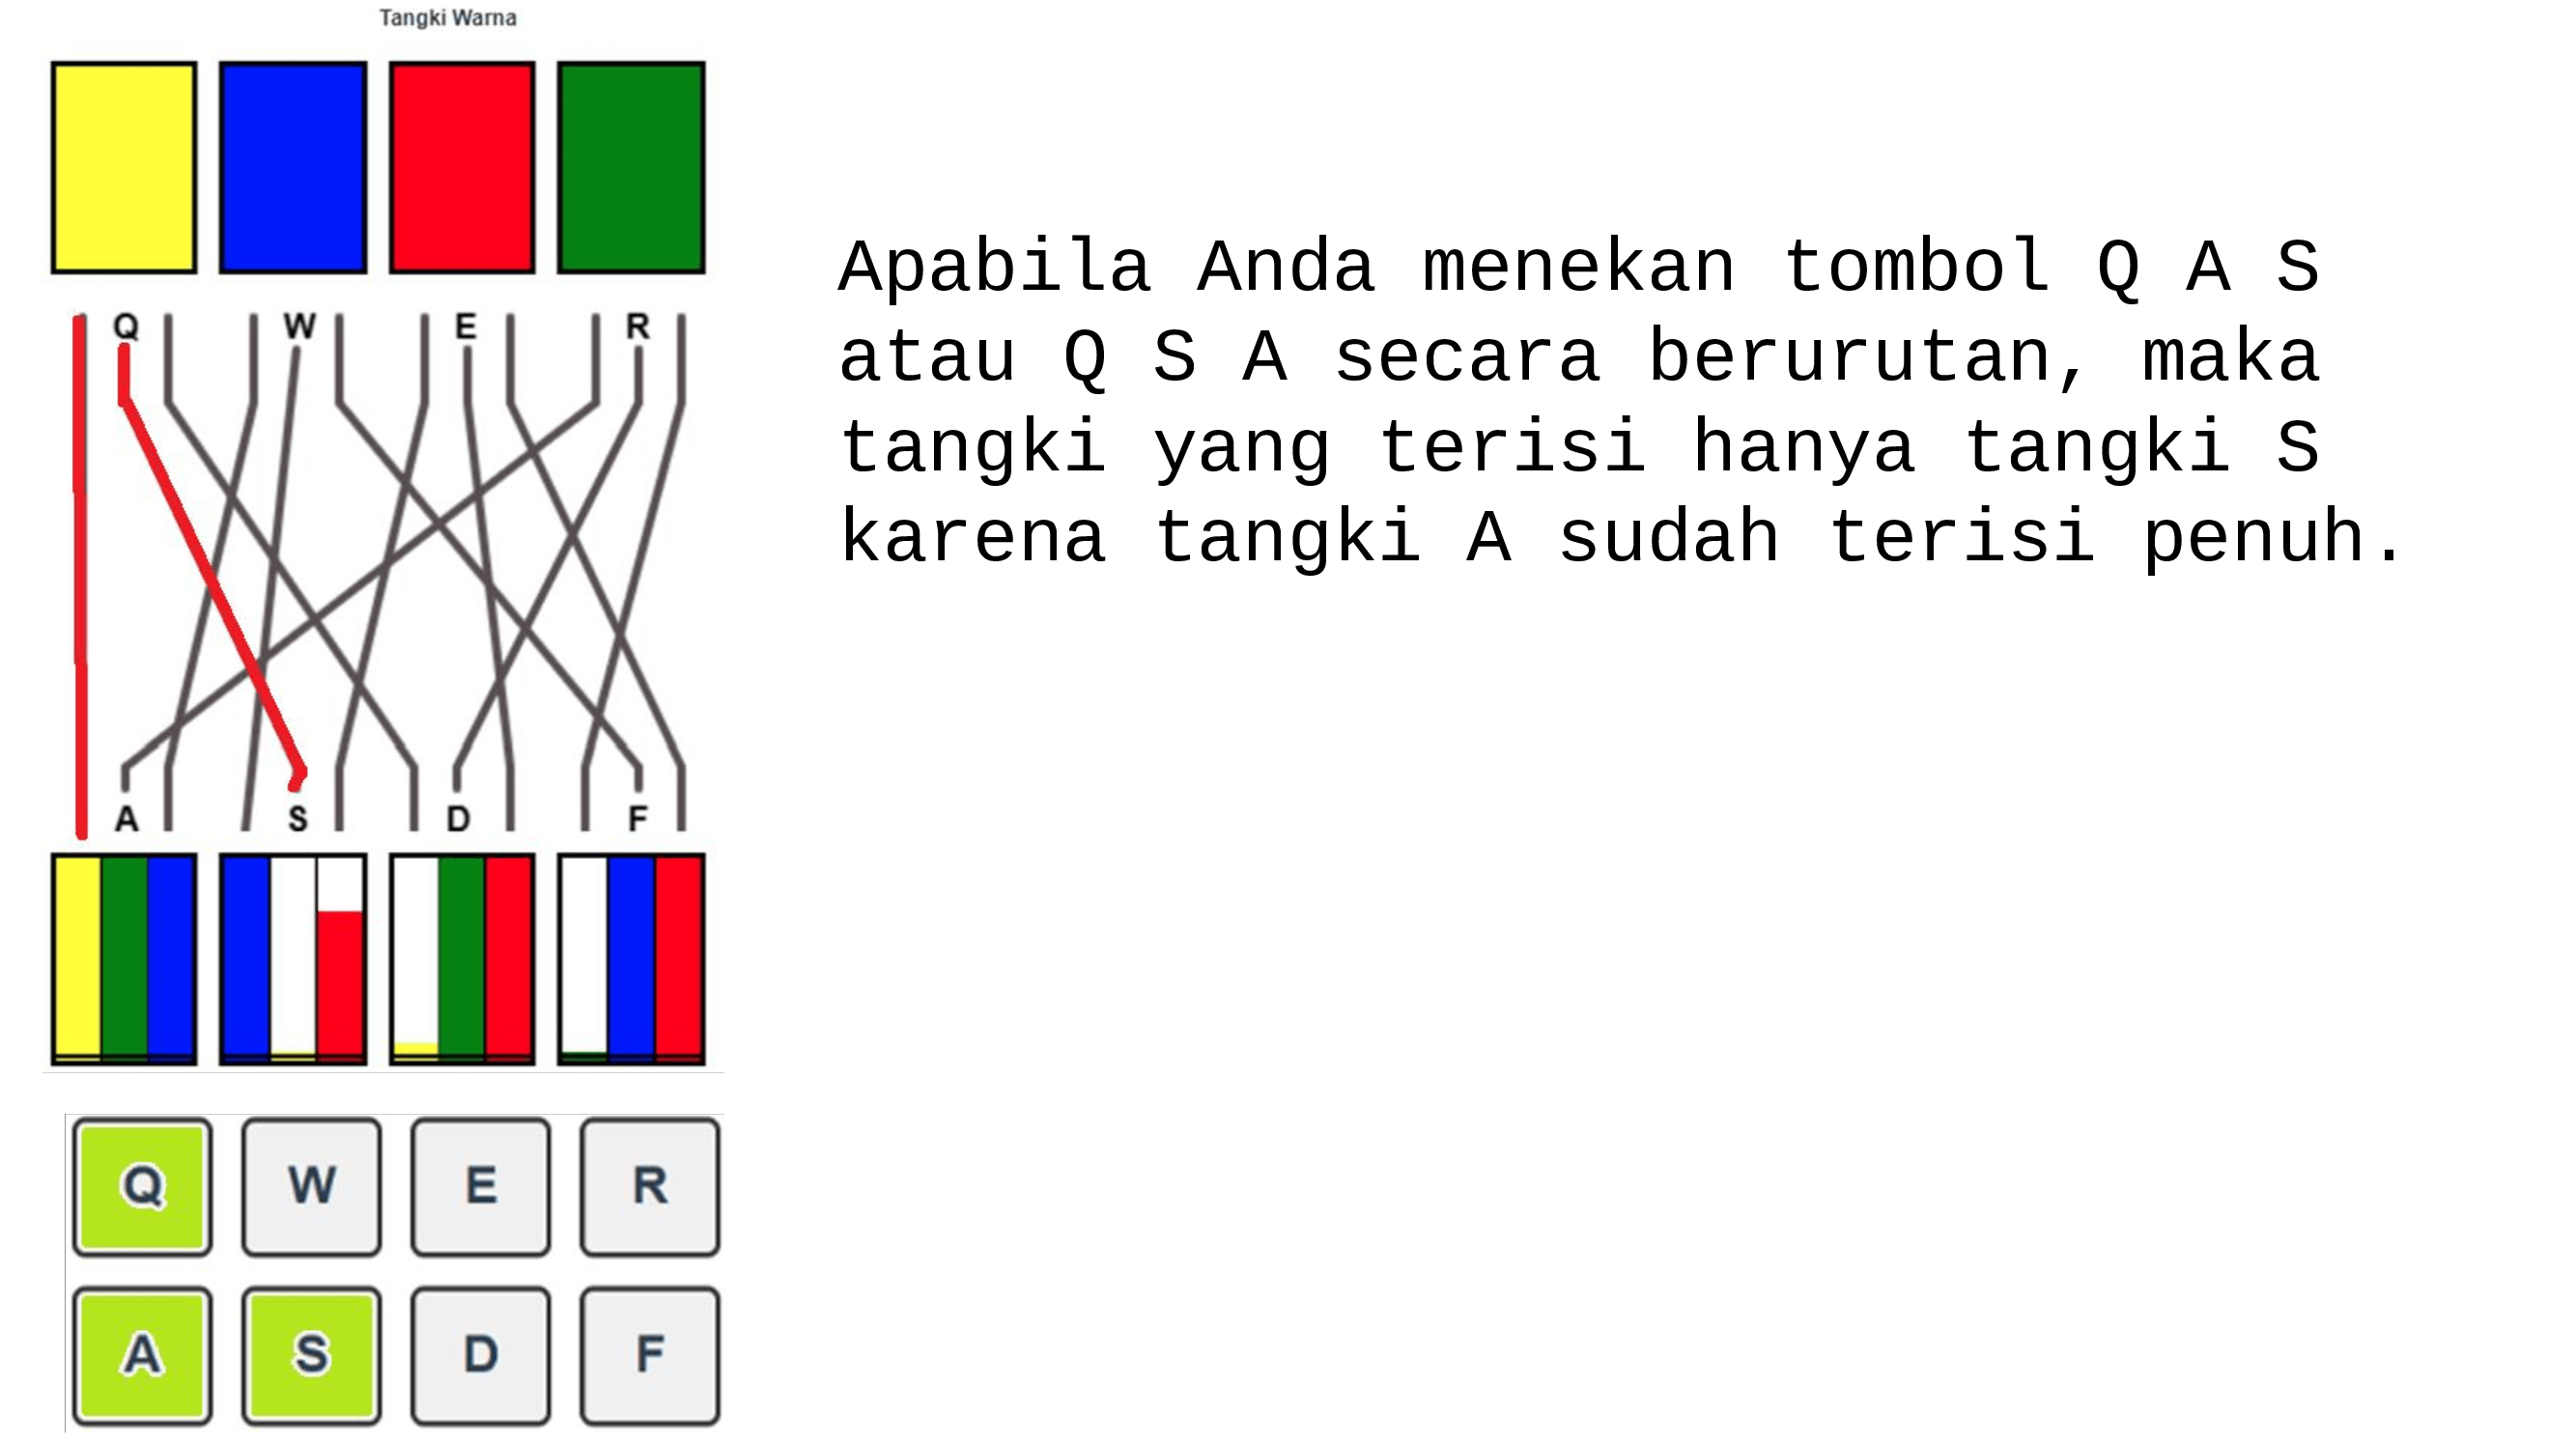 Tangki Warna
Q W E R
A S D F
Q W E R
A S D F
Apabila Anda menekan tombol Q A S
atau Q S A secara berurutan, maka
tangki yang terisi hanya tangki S
karena tangki A sudah terisi penuh.